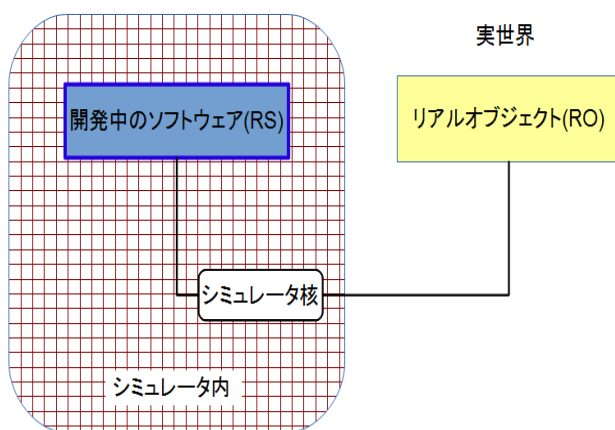 実世界
開発中のソフトウェア(RS)
リアルオブジェクト(RO)
シミュレータ核
シミュレータ内